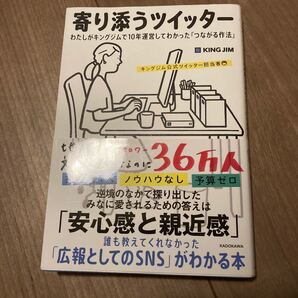 寄り添うツイッター
わたしがキングジムで10年運営してわかった「つながる作法」
KING JIM
キングジム公式ツイッター担当者
36万人
ノウハウなし
予算ゼロ
逆境のなかで探り出した
みなに愛されるための答えは
「安心感と親近感」
KADOKAWA
誰も教えてくれなかった
「広報としてのSNS」がわかる本